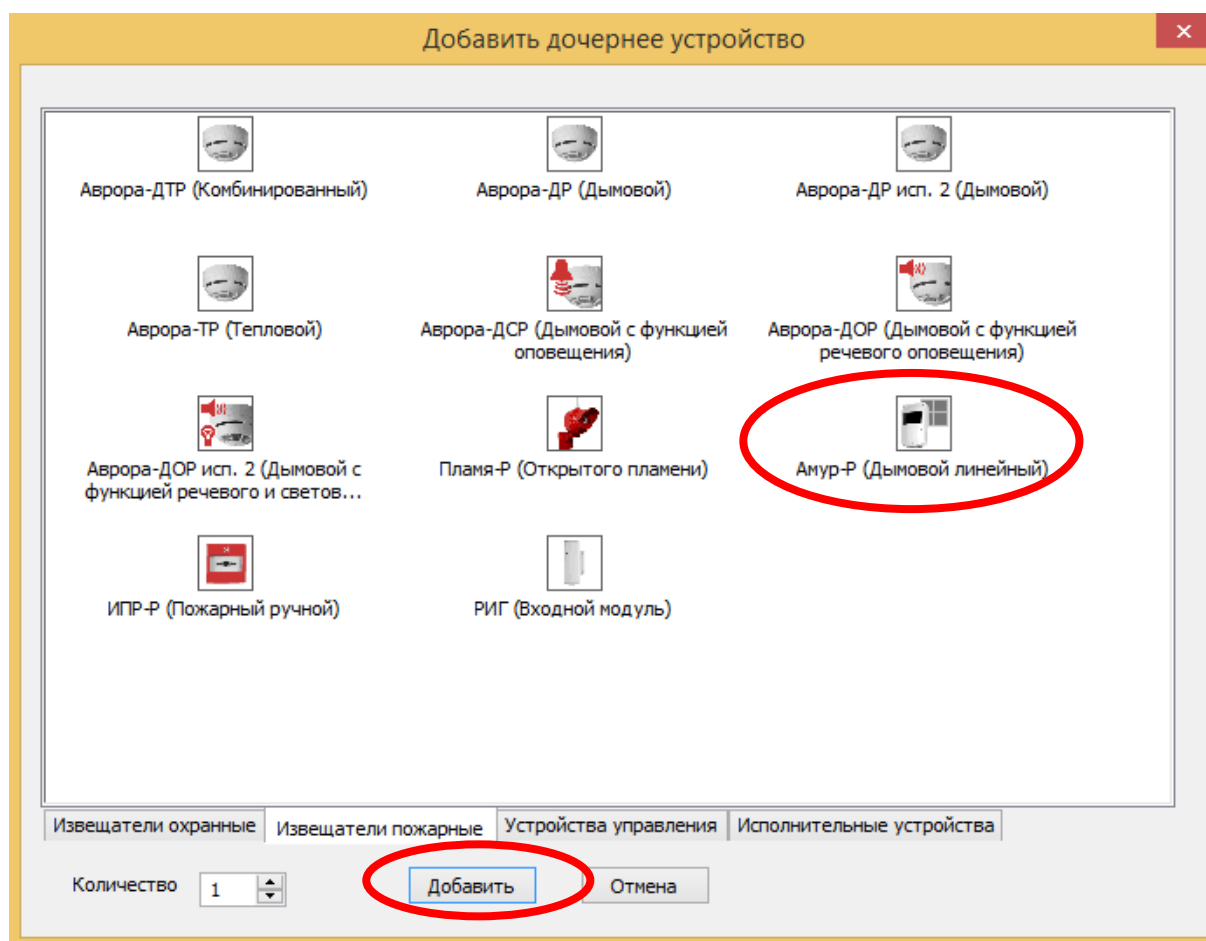 Добавить дочернее устройство
Аврора-ДТР (Комбинированный)
Аврора-ДР (Дымовой)
Аврора-ДР исп. 2 (Дымовой)
Аврора-ТР (Тепловой)
Аврора-ДСР (Дымовой с функцией
оповещения)
Аврора-ДОР (Дымовой с функцией
речевого оповещения)
Аврора-ДОР исп. 2 (Дымовой с
функцией речевого и светов...
Пламя-Р (Открытого пламени)
Амур-Р (Дымовой линейный)
ИПР-Р (Пожарный ручной)
РИГ (Входной модуль)
Извещатели охранные
Извещатели пожарные
Устройства управления
Исполнительные устройства
Количество
1
Добавить
Отмена